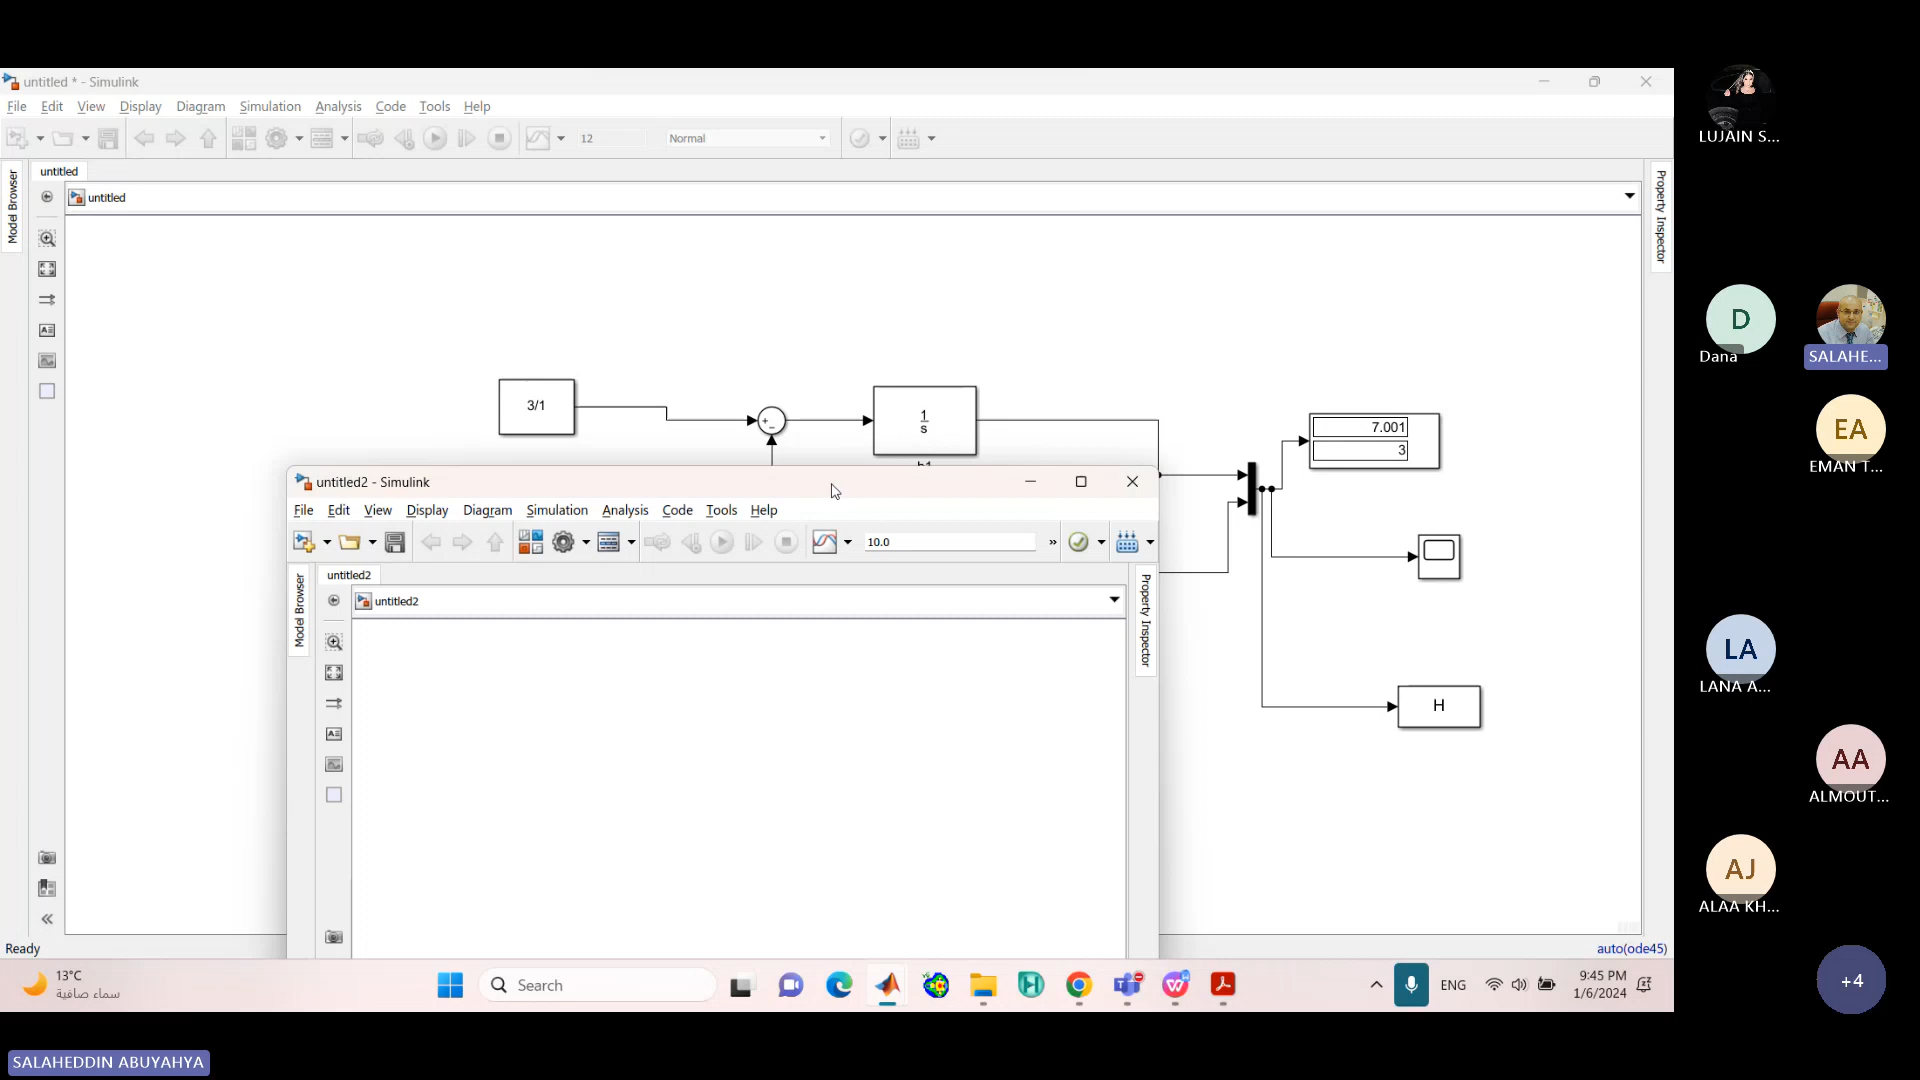 untitled * - Simulink
File Edit View Display Diagram Simulation Analysis Code Tools Help
12 Normal
untitled
untitled
Model Browser
Property Inspector
3/1
+
−
1
s
7.001
3
H
untitled2 - Simulink
File Edit View Display Diagram Simulation Analysis Code Tools Help
10.0 »
untitled2
untitled2
Model Browser
Property Inspector
Ready
auto(ode45)
13°C
سماء صافية
Search
ENG
9:45 PM
1/6/2024
LUJAIN S...
D
Dana
SALAHE...
EA
EMAN T...
LA
LANA A...
AA
ALMOUT...
AJ
ALAA KH...
+4
SALAHEDDIN ABUYAHYA